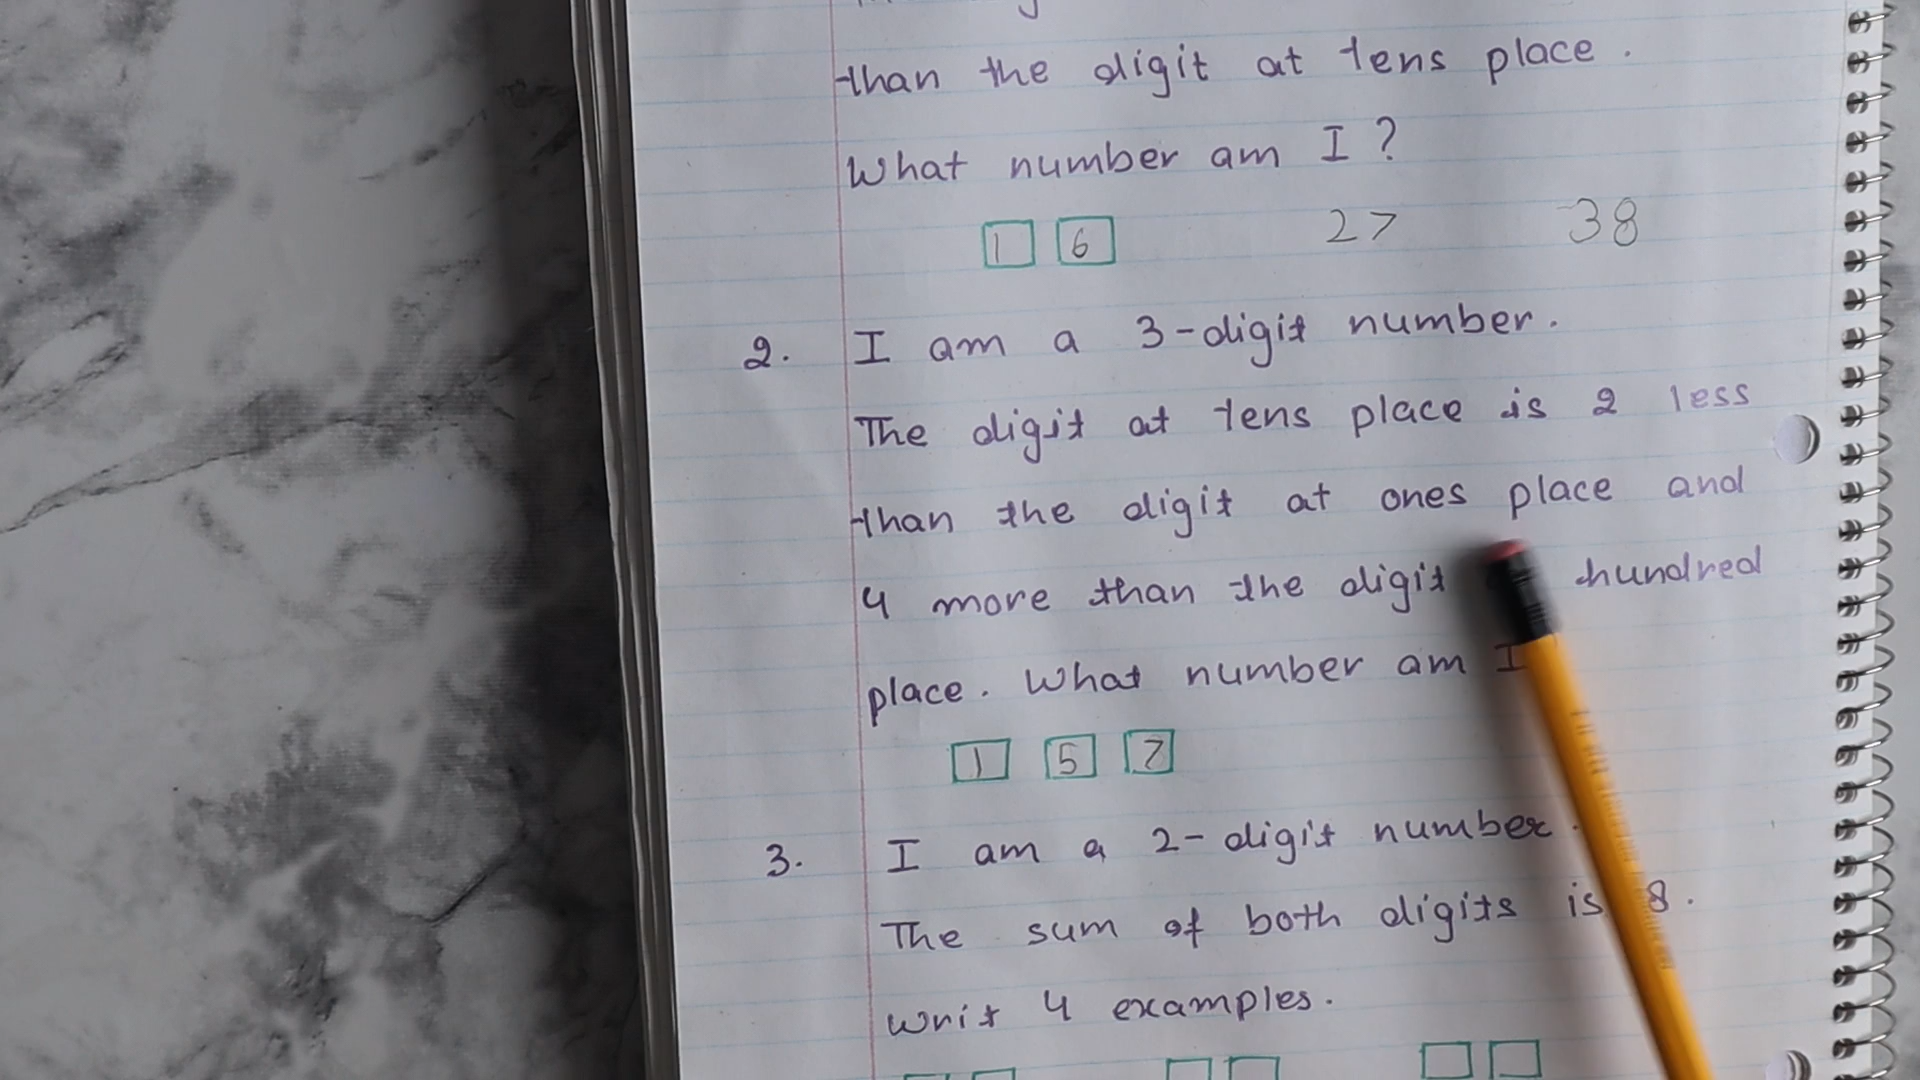 than the digit at tens place.
What number am I?
1 6 27 38
2. I am a 3-digit number.
The digit at tens place is 2 less
than the digit at ones place and
4 more than the digit hundred
place. What number am I
1 5 7
3. I am a 2-digit number.
The sum of both digits is 8.
writ 4 examples.